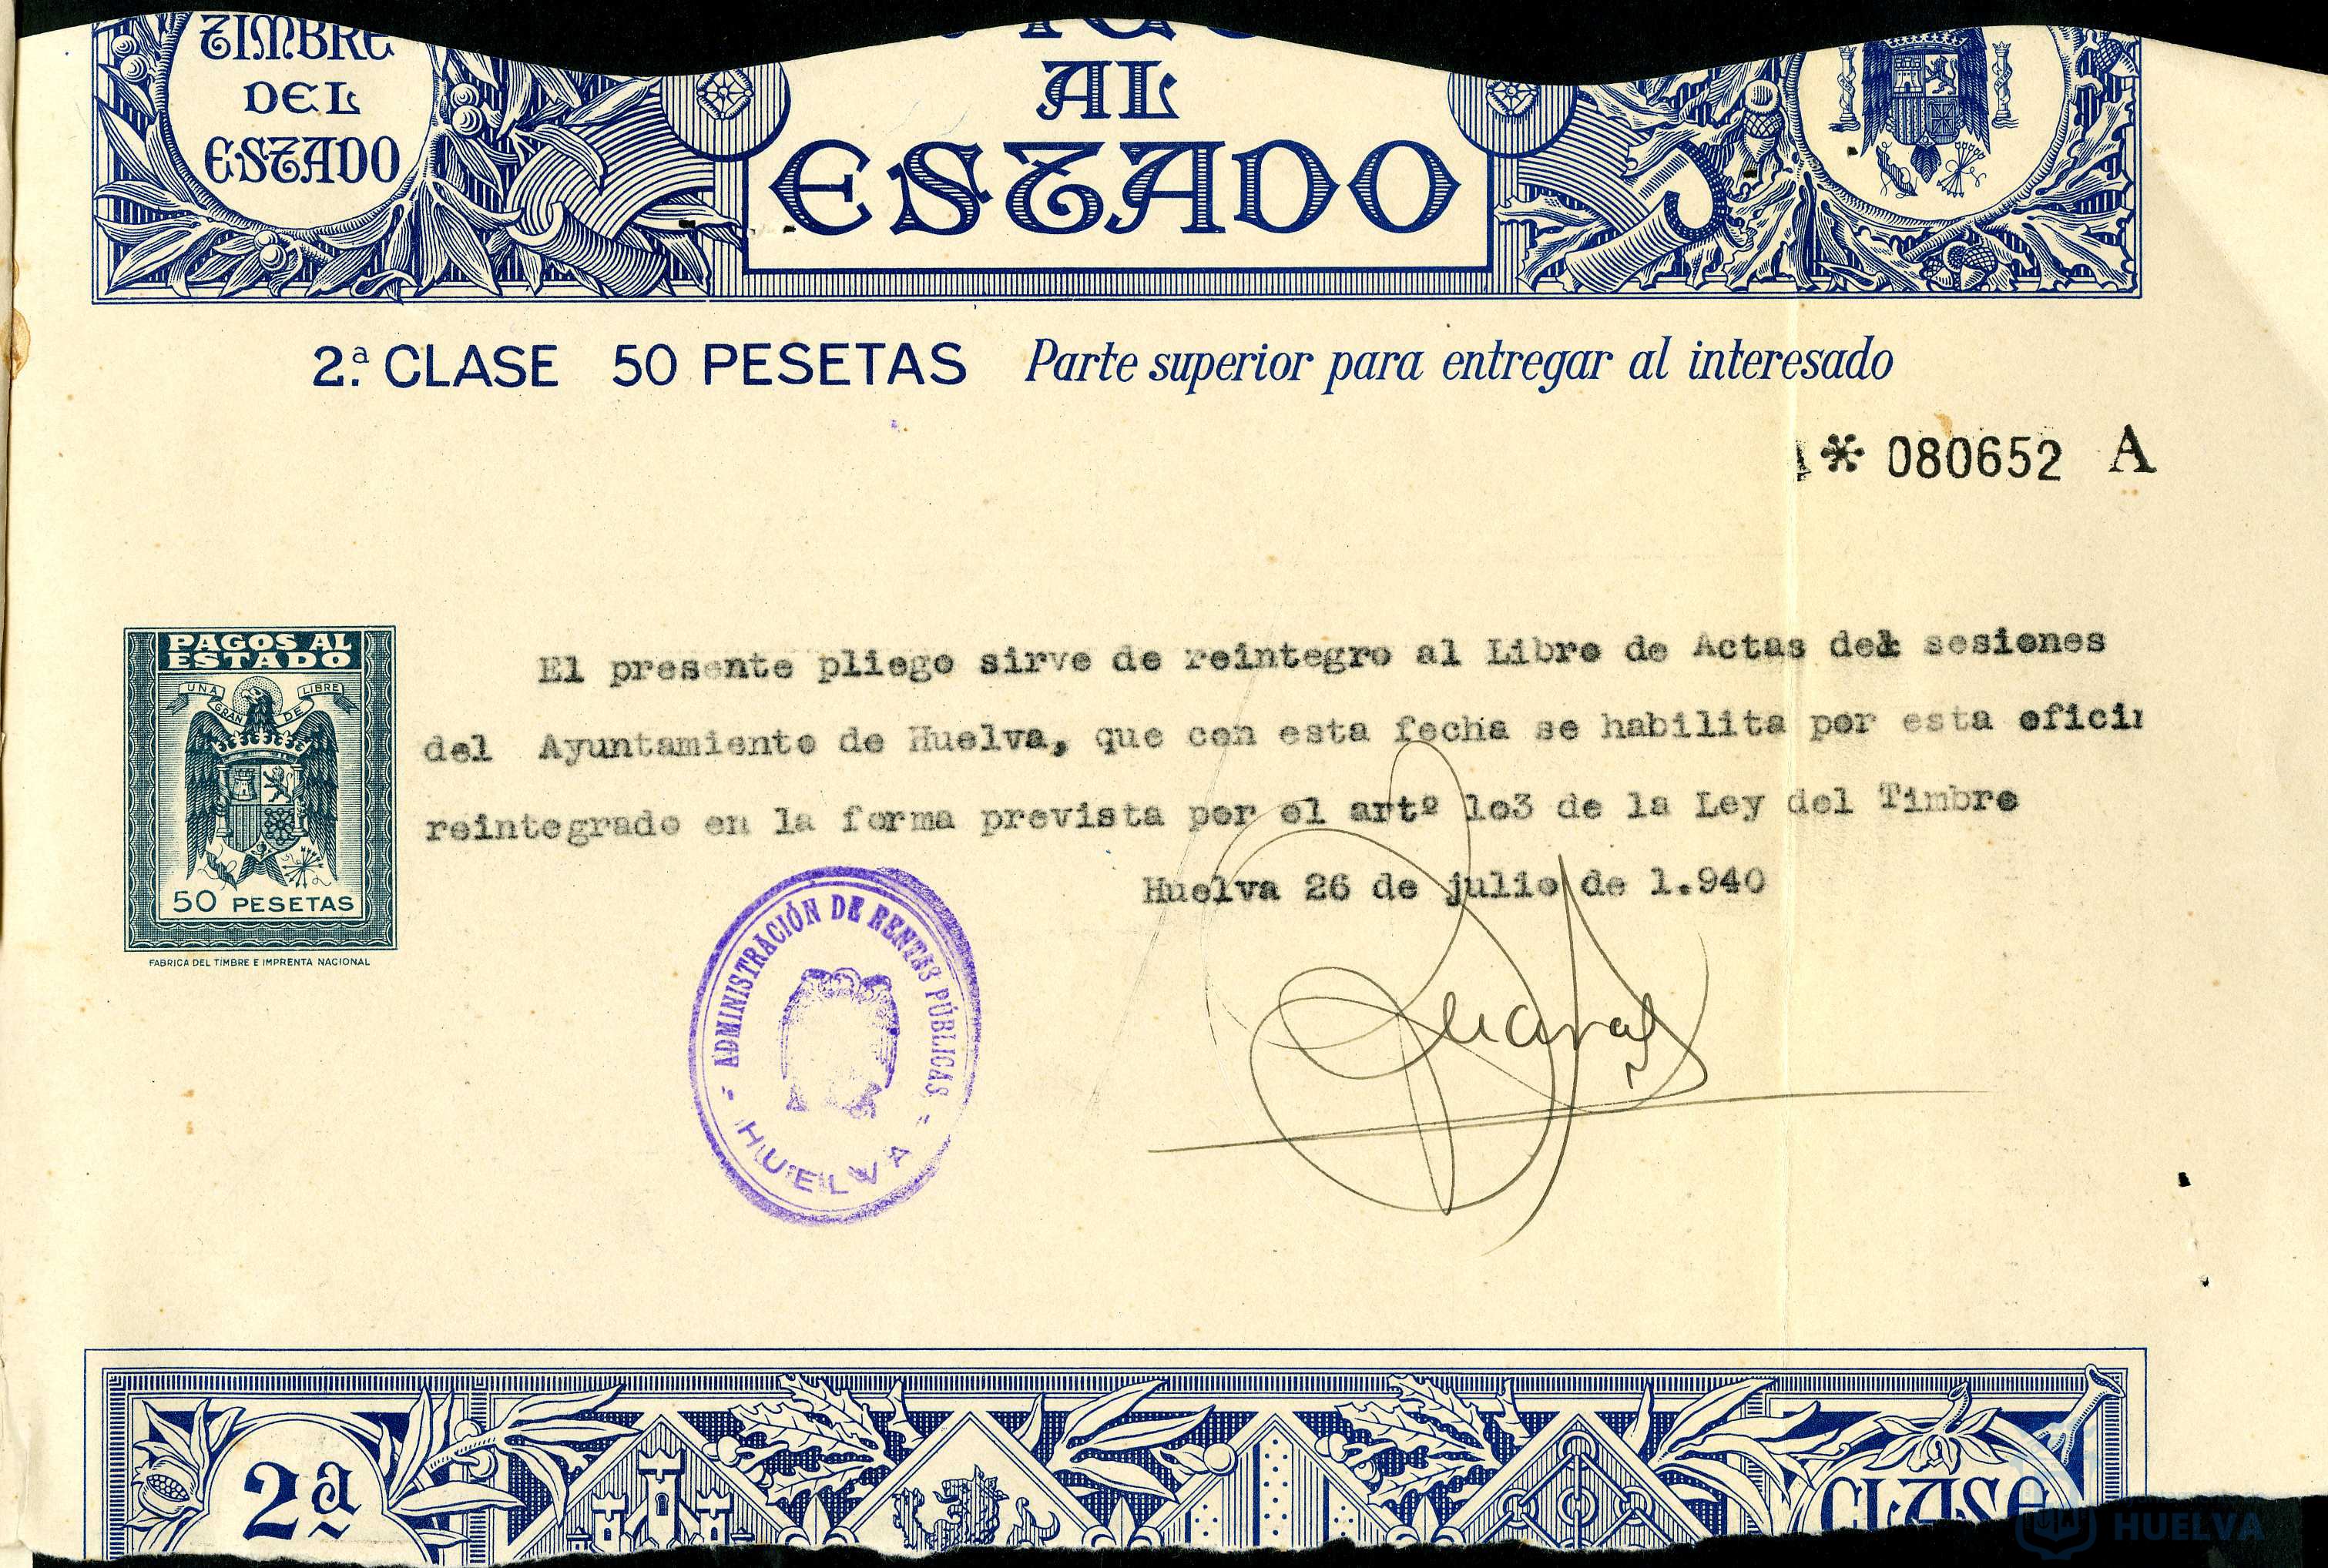 TIMBRE
DEL
ESTADO
AL
ESTADO
2.ª CLASE 50 PESETAS Parte superior para entregar al interesado
* 080652 A
PAGOS AL
ESTADO
UNA GRANDE LIBRE
50 PESETAS
FABRICA DEL TIMBRE E IMPRENTA NACIONAL
El presente pliego sirve de reintegro al Libro de Actas de sesiones
del Ayuntamiento de Huelva, que con esta fecha se habilita por esta
reintegrado en la forma prevista por el artº 1o3 de la Ley del Timbre
Huelva 26 de julio de 1.940
ADMINISTRACIÓN DE RENTAS PÚBLICAS
- HUELVA -
2ª
CLASE
HUELVA